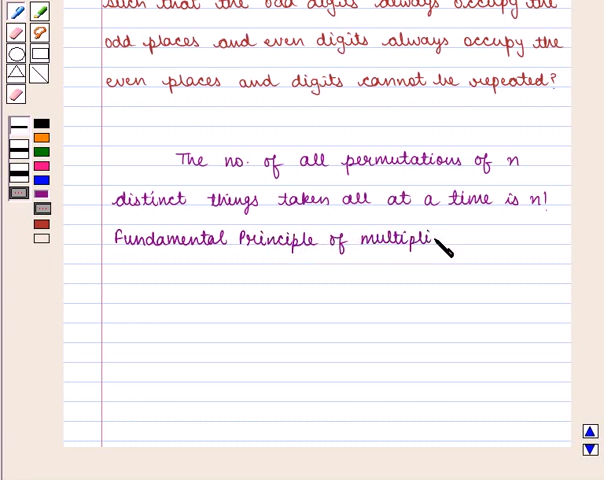 such that the odd digits always occupy the
odd places and even digits always occupy the
even places and digits cannot be repeated?
The no. of all permutations of n
distinct things taken all at a time is n!
Fundamental Principle of multipli